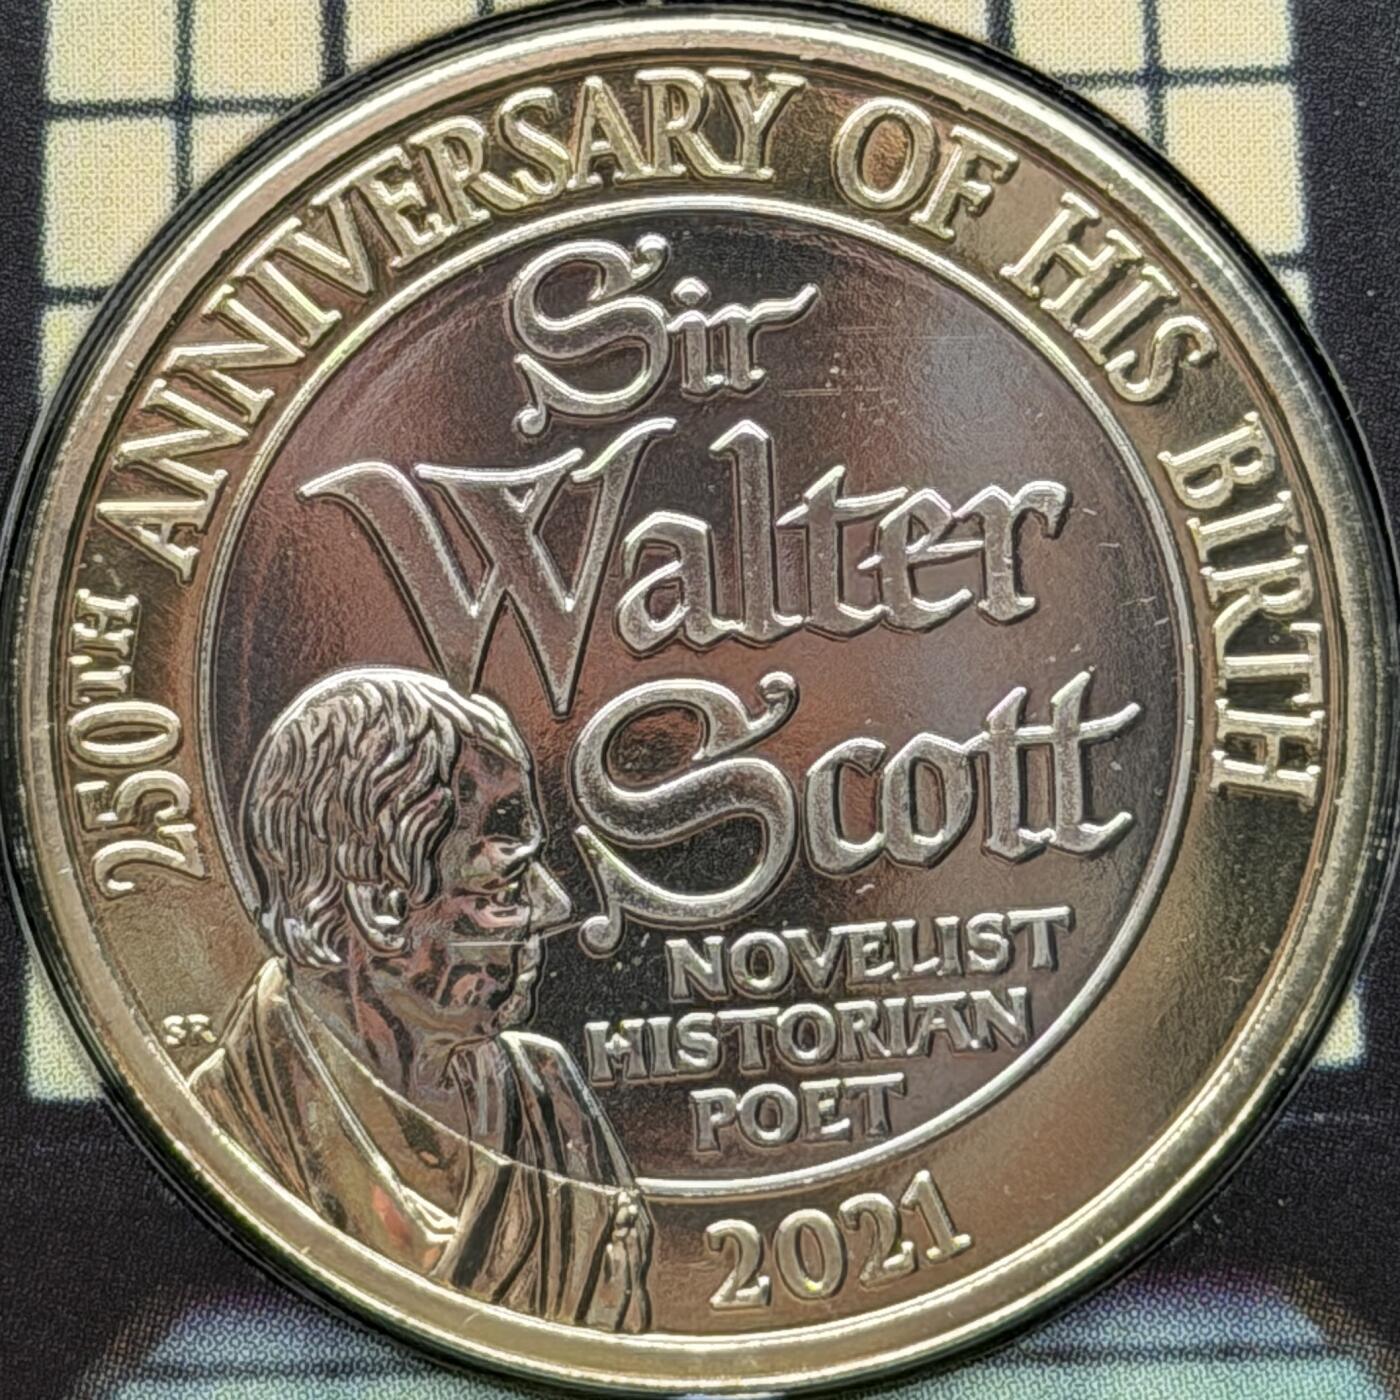 250TH ANNIVERSARY OF HIS BIRTH
Sir
Walter
Scott
NOVELIST
HISTORIAN
POET
SR
2021